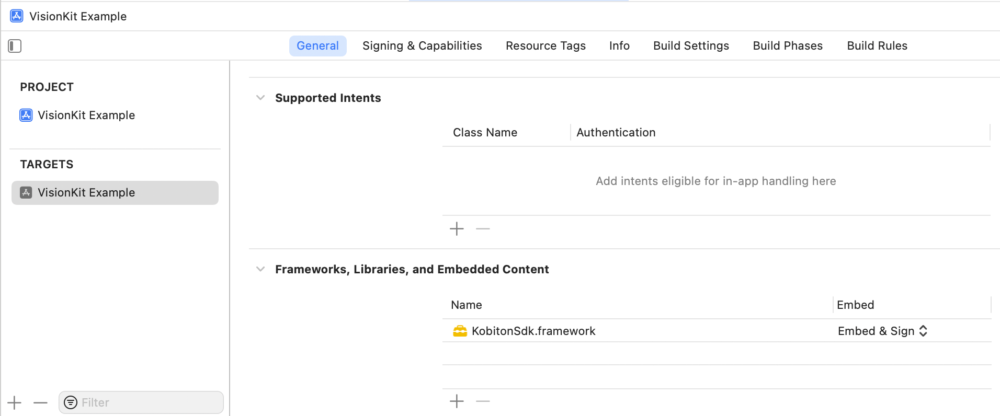 VisionKit Example
General Signing & Capabilities Resource Tags Info Build Settings Build Phases Build Rules
PROJECT
VisionKit Example
TARGETS
VisionKit Example
Filter
Supported Intents
Class Name Authentication
Add intents eligible for in-app handling here
Frameworks, Libraries, and Embedded Content
Name Embed
KobitonSdk.framework Embed & Sign